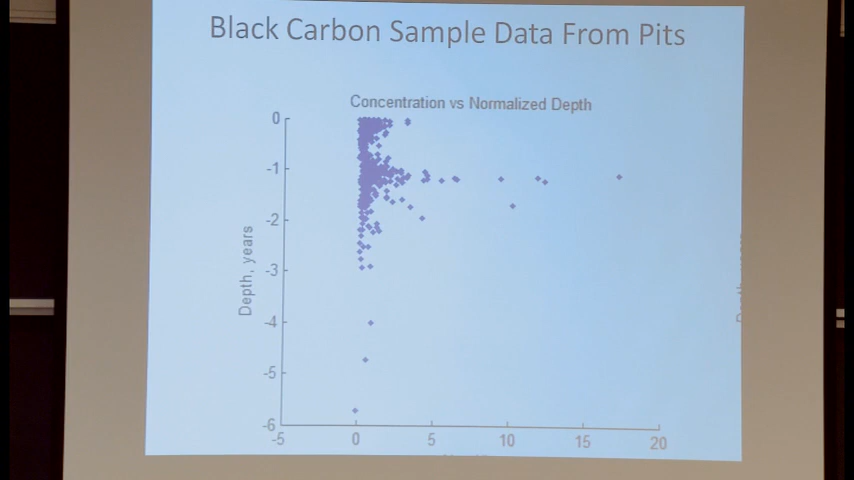 Black Carbon Sample Data From Pits
Concentration vs Normalized Depth
0
-1
-2
-3
-4
-5
-6
Depth, years
-5 0 5 10 15 20